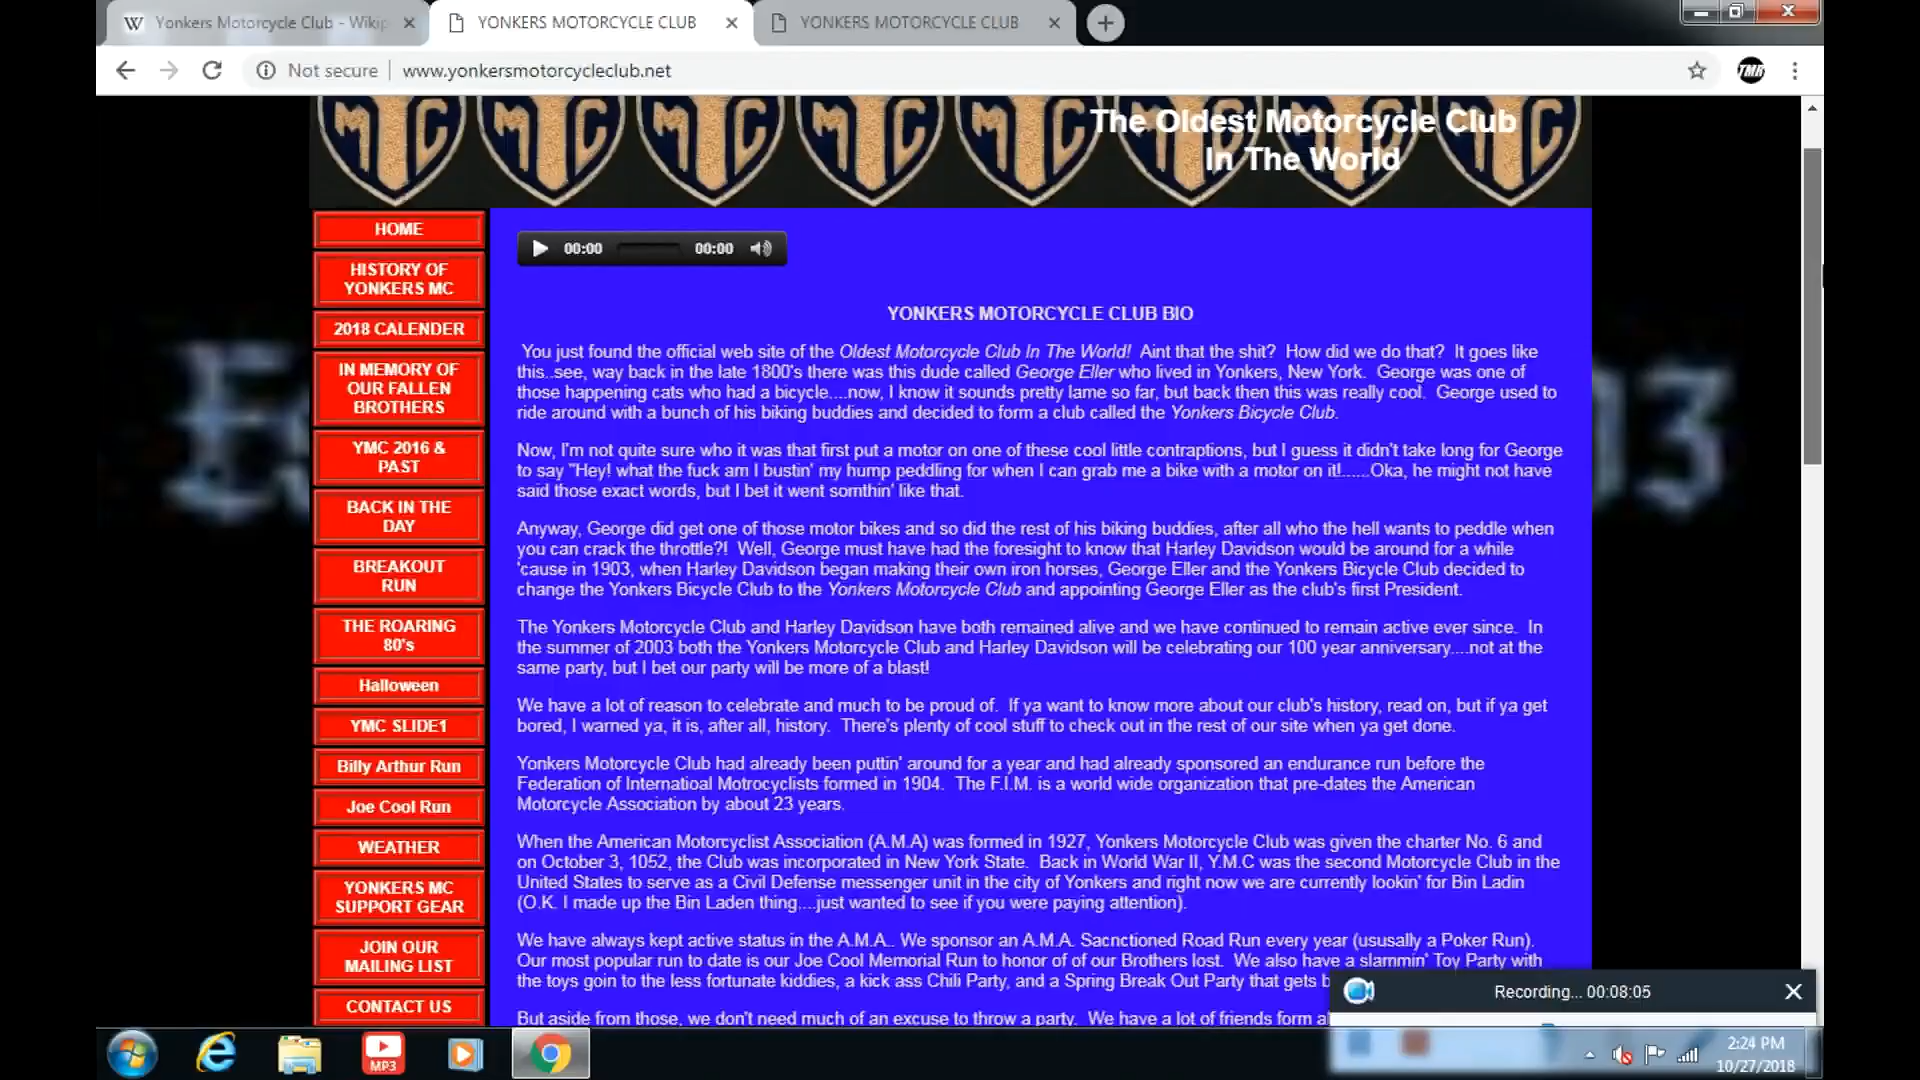 Yonkers Motorcycle Club - Wikip
YONKERS MOTORCYCLE CLUB
YONKERS MOTORCYCLE CLUB
Not secure
www.yonkersmotorcycleclub.net
TMR
MC MC MC MC MC MC MC MC
The Oldest Motorcycle Club
In The World
HOME
HISTORY OF
YONKERS MC
2018 CALENDER
IN MEMORY OF
OUR FALLEN
BROTHERS
YMC 2016 &
PAST
BACK IN THE
DAY
BREAKOUT
RUN
THE ROARING
80's
Halloween
YMC SLIDE1
Billy Arthur Run
Joe Cool Run
WEATHER
YONKERS MC
SUPPORT GEAR
JOIN OUR
MAILING LIST
CONTACT US
00:00 00:00
YONKERS MOTORCYCLE CLUB BIO
You just found the official web site of the Oldest Motorcycle Club In The World! Aint that the shit? How did we do that? It goes like
this..see, way back in the late 1800's there was this dude called George Eller who lived in Yonkers, New York. George was one of
those happening cats who had a bicycle....now, I know it sounds pretty lame so far, but back then this was really cool. George used to
ride around with a bunch of his biking buddies and decided to form a club called the Yonkers Bicycle Club.
Now, I'm not quite sure who it was that first put a motor on one of these cool little contraptions, but I guess it didn't take long for George
to say "Hey! what the fuck am I bustin' my hump peddling for when I can grab me a bike with a motor on it!......Oka, he might not have
said those exact words, but I bet it went somthin' like that.
Anyway, George did get one of those motor bikes and so did the rest of his biking buddies, after all who the hell wants to peddle when
you can crack the throttle?! Well, George must have had the foresight to know that Harley Davidson would be around for a while
'cause in 1903, when Harley Davidson began making their own iron horses, George Eller and the Yonkers Bicycle Club decided to
change the Yonkers Bicycle Club to the Yonkers Motorcycle Club and appointing George Eller as the club's first President.
The Yonkers Motorcycle Club and Harley Davidson have both remained alive and we have continued to remain active ever since. In
the summer of 2003 both the Yonkers Motorcycle Club and Harley Davidson will be celebrating our 100 year anniversary....not at the
same party, but I bet our party will be more of a blast!
We have a lot of reason to celebrate and much to be proud of. If ya want to know more about our club's history, read on, but if ya get
bored, I warned ya, it is, after all, history. There's plenty of cool stuff to check out in the rest of our site when ya get done.
Yonkers Motorcycle Club had already been puttin' around for a year and had already sponsored an endurance run before the
Federation of Internatioal Motrocyclists formed in 1904. The F.I.M. is a world wide organization that pre-dates the American
Motorcycle Association by about 23 years.
When the American Motorcyclist Association (A.M.A) was formed in 1927, Yonkers Motorcycle Club was given the charter No. 6 and
on October 3, 1052, the Club was incorporated in New York State. Back in World War II, Y.M.C was the second Motorcycle Club in the
United States to serve as a Civil Defense messenger unit in the city of Yonkers and right now we are currently lookin' for Bin Ladin
(O.K. I made up the Bin Laden thing....just wanted to see if you were paying attention).
We have always kept active status in the A.M.A.. We sponsor an A.M.A. Sacnctioned Road Run every year (ususally a Poker Run).
Our most popular run to date is our Joe Cool Memorial Run to honor of of our Brothers lost. We also have a slammin' Toy Party with
the toys goin to the less fortunate kiddies, a kick ass Chili Party, and a Spring Break Out Party that gets
But aside from those, we don't need much of an excuse to throw a party. We have a lot of friends form
Recording... 00:08:05
MP3
2:24 PM
10/27/2018